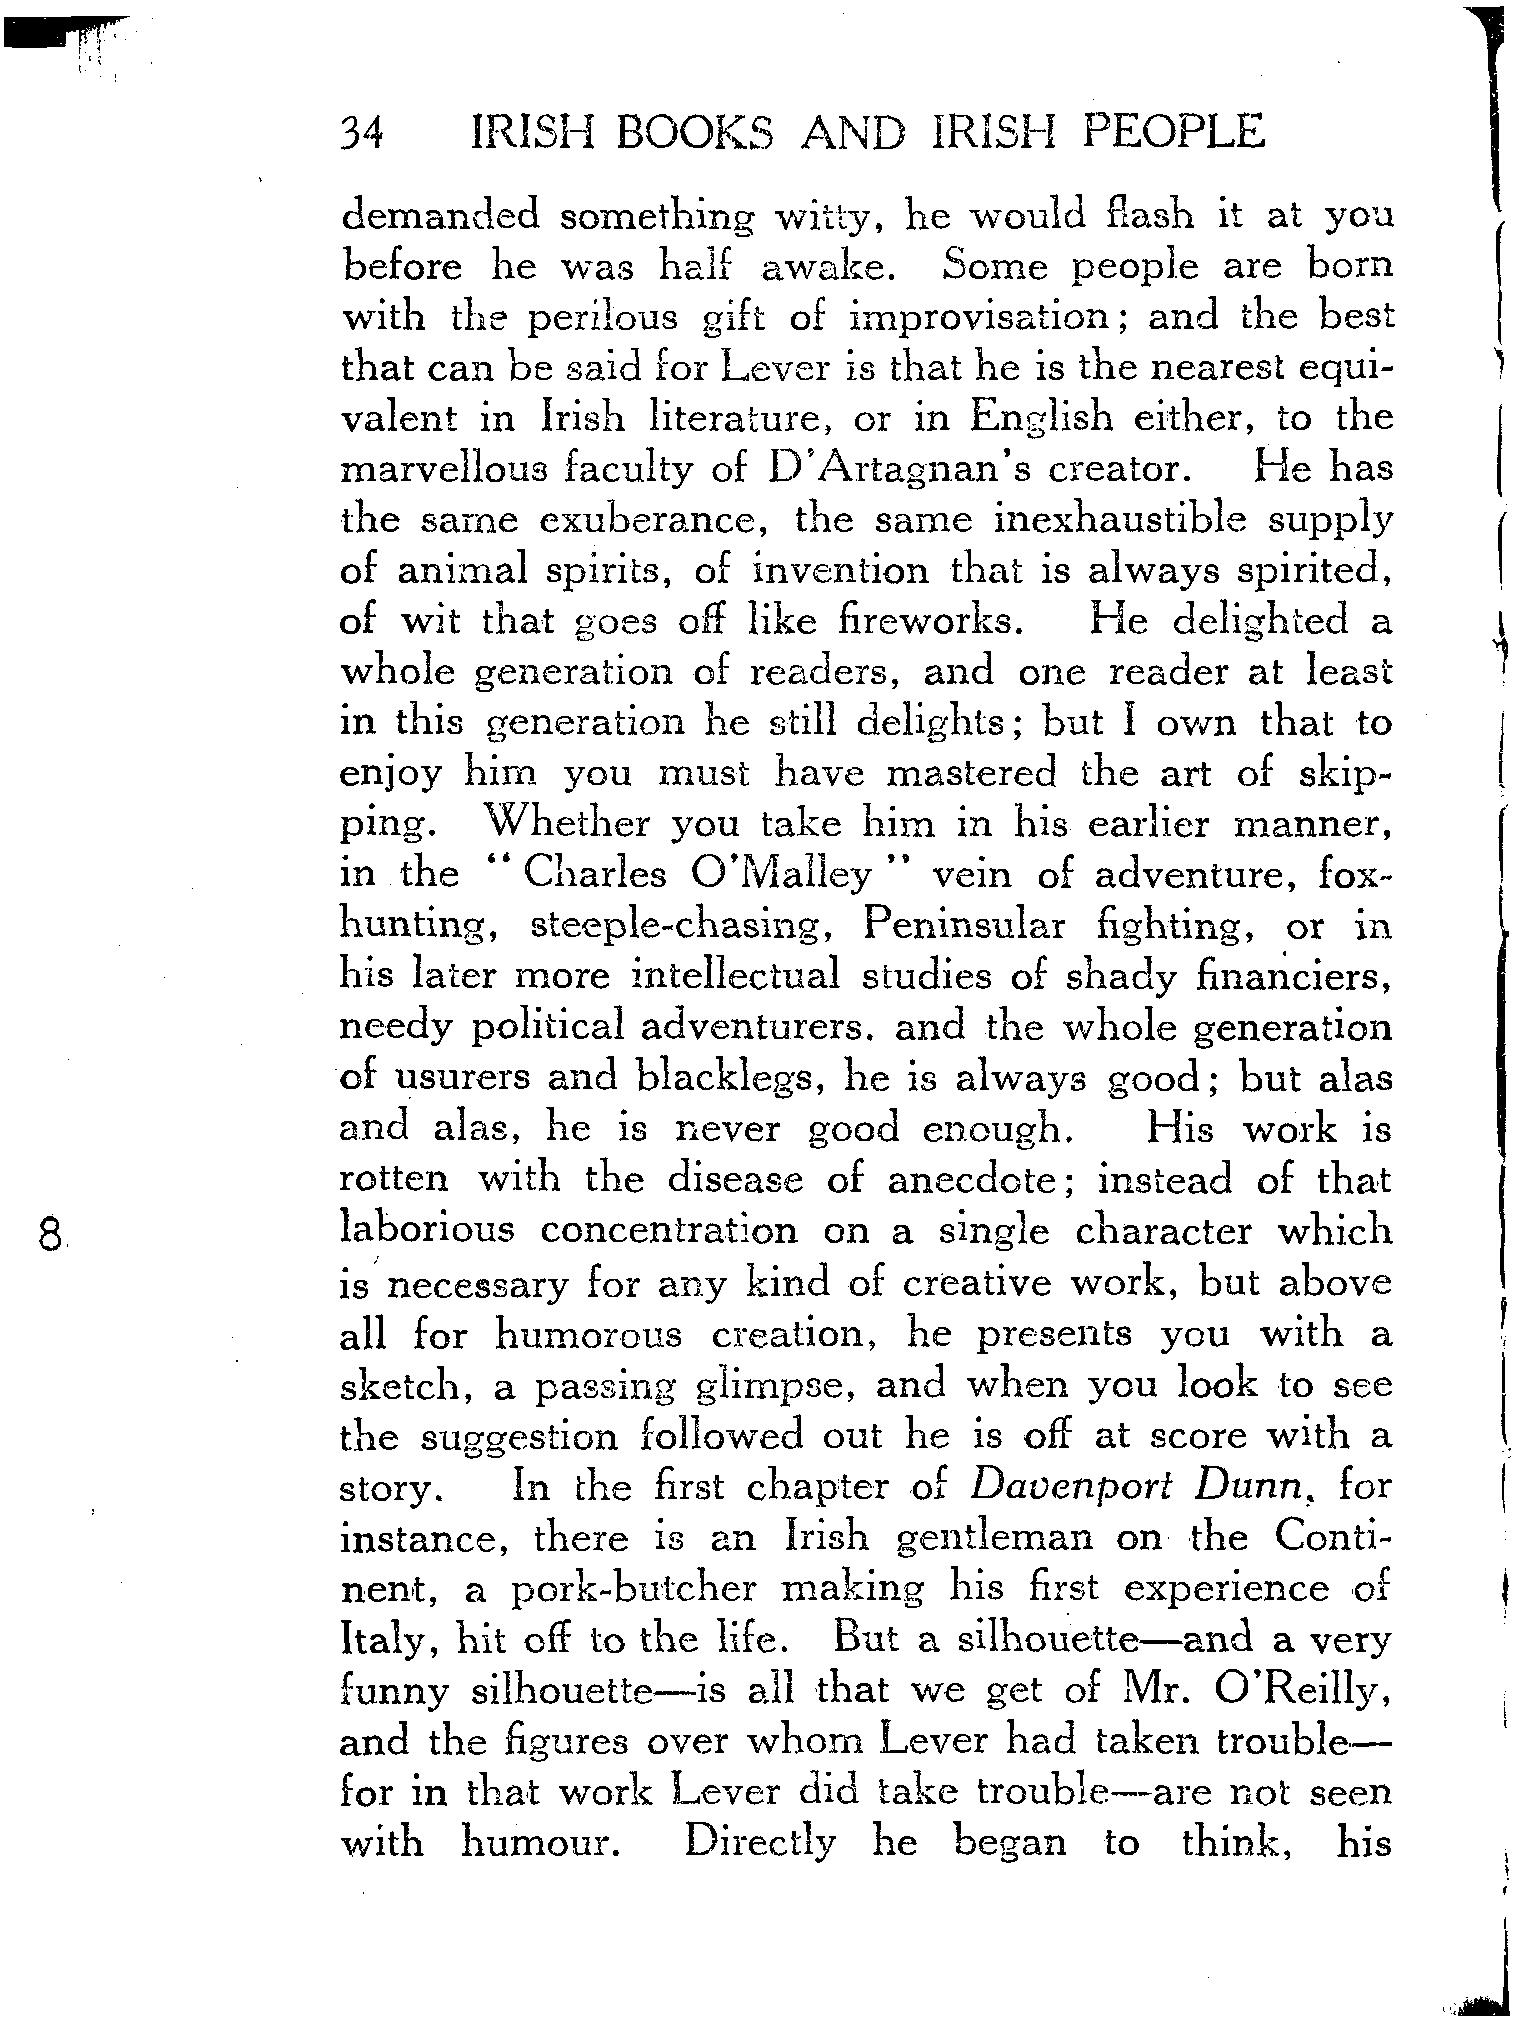 34 IRISH BOOKS AND IRISH PEOPLE
demanded something witty, he would flash it at you
before he was half awake. Some people are born
with the perilous gift of improvisation; and the best
that can be said for Lever is that he is the nearest equi-
valent in Irish literature, or in English either, to the
marvellous faculty of D'Artagnan's creator. He has
the same exuberance, the same inexhaustible supply
of animal spirits, of invention that is always spirited,
of wit that goes off like fireworks. He delighted a
whole generation of readers, and one reader at least
in this generation he still delights; but I own that to
enjoy him you must have mastered the art of skip-
ping. Whether you take him in his earlier manner,
in the "Charles O'Malley" vein of adventure, fox-
hunting, steeple-chasing, Peninsular fighting, or in
his later more intellectual studies of shady financiers,
needy political adventurers. and the whole generation
of usurers and blacklegs, he is always good; but alas
and alas, he is never good enough. His work is
rotten with the disease of anecdote; instead of that
laborious concentration on a single character which
is necessary for any kind of creative work, but above
all for humorous creation, he presents you with a
sketch, a passing glimpse, and when you look to see
the suggestion followed out he is off at score with a
story. In the first chapter of Davenport Dunn, for
instance, there is an Irish gentleman on the Conti-
nent, a pork-butcher making his first experience of
Italy, hit off to the life. But a silhouette—and a very
funny silhouette—is all that we get of Mr. O'Reilly,
and the figures over whom Lever had taken trouble—
for in that work Lever did take trouble—are not seen
with humour. Directly he began to think, his
8